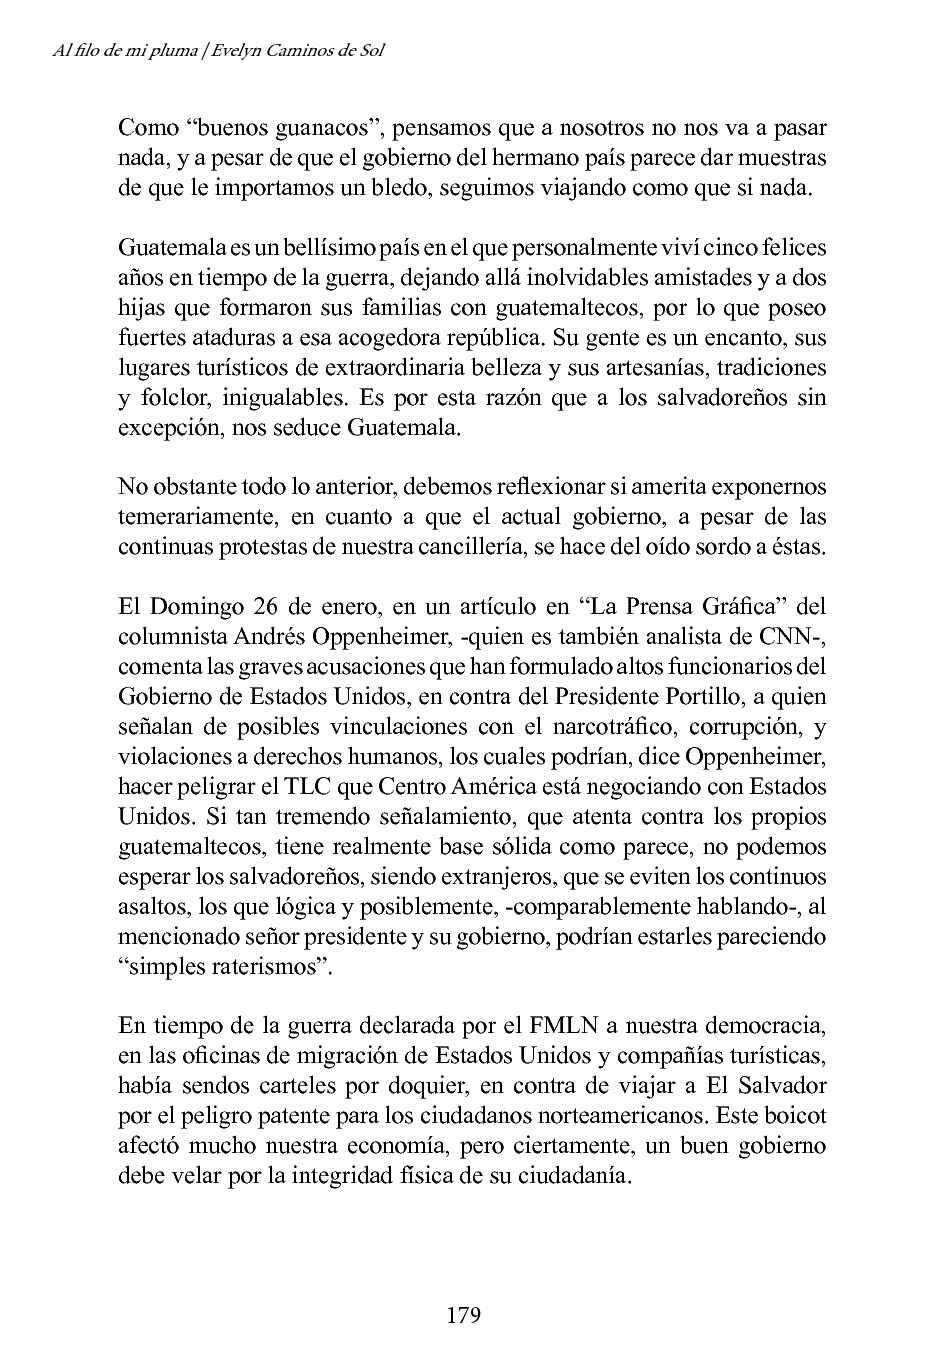 Al filo de mi pluma | Evelyn Caminos de Sol
Como “buenos guanacos”, pensamos que a nosotros no nos va a pasar
nada, y a pesar de que el gobierno del hermano país parece dar muestras
de que le importamos un bledo, seguimos viajando como que si nada.
Guatemala es un bellísimo país en el que personalmente viví cinco felices
años en tiempo de la guerra, dejando allá inolvidables amistades y a dos
hijas que formaron sus familias con guatemaltecos, por lo que poseo
fuertes ataduras a esa acogedora república. Su gente es un encanto, sus
lugares turísticos de extraordinaria belleza y sus artesanías, tradiciones
y folclor, inigualables. Es por esta razón que a los salvadoreños sin
excepción, nos seduce Guatemala.
No obstante todo lo anterior, debemos reflexionar si amerita exponernos
temerariamente, en cuanto a que el actual gobierno, a pesar de las
continuas protestas de nuestra cancillería, se hace del oído sordo a éstas.
El Domingo 26 de enero, en un artículo en “La Prensa Gráfica” del
columnista Andrés Oppenheimer, -quien es también analista de CNN-,
comenta las graves acusaciones que han formulado altos funcionarios del
Gobierno de Estados Unidos, en contra del Presidente Portillo, a quien
señalan de posibles vinculaciones con el narcotráfico, corrupción, y
violaciones a derechos humanos, los cuales podrían, dice Oppenheimer,
hacer peligrar el TLC que Centro América está negociando con Estados
Unidos. Si tan tremendo señalamiento, que atenta contra los propios
guatemaltecos, tiene realmente base sólida como parece, no podemos
esperar los salvadoreños, siendo extranjeros, que se eviten los continuos
asaltos, los que lógica y posiblemente, -comparablemente hablando-, al
mencionado señor presidente y su gobierno, podrían estarles pareciendo
“simples raterismos”.
En tiempo de la guerra declarada por el FMLN a nuestra democracia,
en las oficinas de migración de Estados Unidos y compañías turísticas,
había sendos carteles por doquier, en contra de viajar a El Salvador
por el peligro patente para los ciudadanos norteamericanos. Este boicot
afectó mucho nuestra economía, pero ciertamente, un buen gobierno
debe velar por la integridad física de su ciudadanía.
179